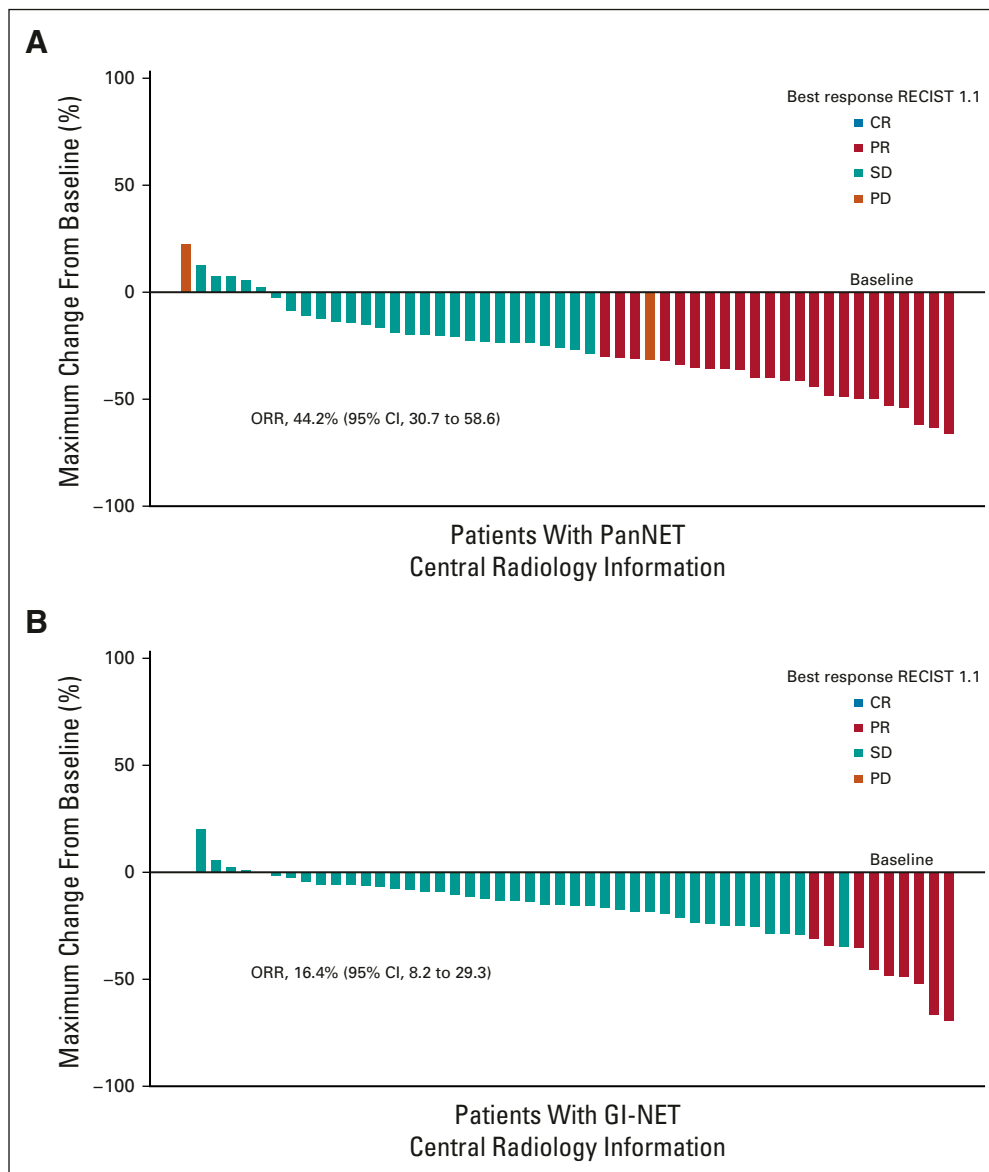 A
100
50
0
−50
−100
Maximum Change From Baseline (%)
Best response RECIST 1.1
CR
PR
SD
PD
Baseline
ORR, 44.2% (95% CI, 30.7 to 58.6)
Patients With PanNET
Central Radiology Information
B
100
50
0
−50
−100
Maximum Change From Baseline (%)
Best response RECIST 1.1
CR
PR
SD
PD
Baseline
ORR, 16.4% (95% CI, 8.2 to 29.3)
Patients With GI-NET
Central Radiology Information